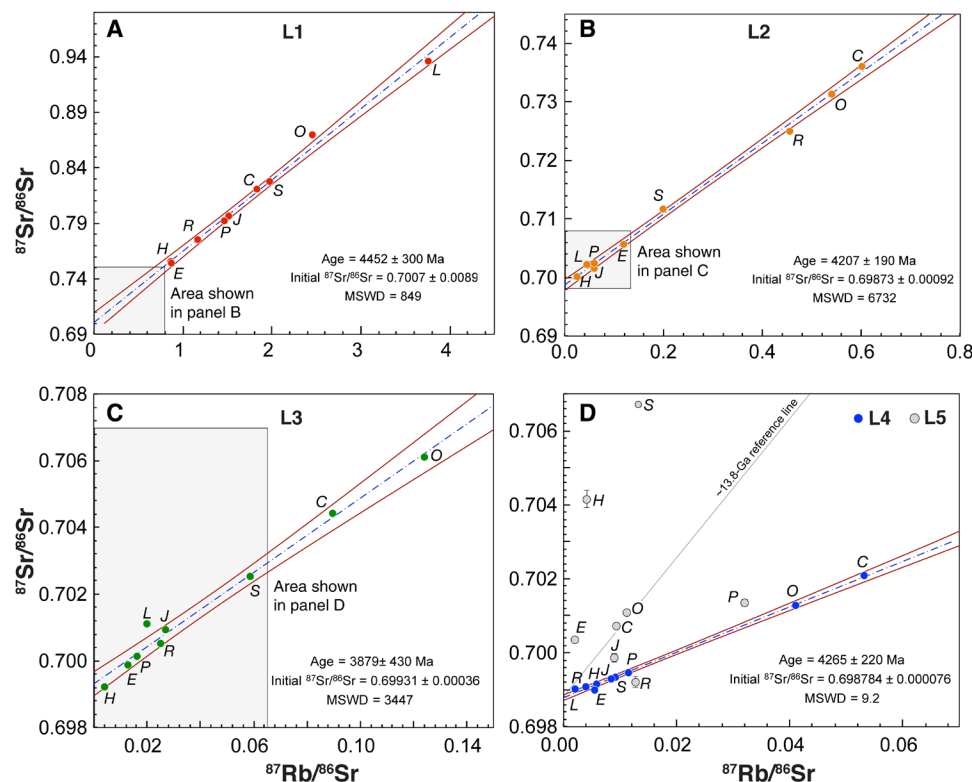 A
L1
0.94
0.89
0.84
0.79
0.74
0.69
87Sr/86Sr
L
O
C
S
R
J
P
H
E
Age = 4452 ± 300 Ma
Initial 87Sr/86Sr = 0.7007 ± 0.0089
MSWD = 849
Area shown
in panel B
0 1 2 3 4
B
L2
0.74
0.73
0.72
0.71
0.70
0.69
C
O
R
S
L P E
H J
Area shown
in panel C
Age = 4207 ± 190 Ma
Initial 87Sr/86Sr = 0.69873 ± 0.00092
MSWD = 6732
0.0 0.2 0.4 0.6 0.8
C
L3
0.708
0.706
0.704
0.702
0.700
0.698
87Sr/86Sr
O
C
S
L J
R
P
E
H
Area shown
in panel D
Age = 3879 ± 430 Ma
Initial 87Sr/86Sr = 0.69931 ± 0.00036
MSWD = 3447
0.02 0.06 0.10 0.14
87Rb/86Sr
D
L4 L5
0.706
0.704
0.702
0.700
0.698
S
~13.8-Ga reference line
H
C
P O
O
E C
J
R H J P
L E S R
Age = 4265 ± 220 Ma
Initial 87Sr/86Sr = 0.698784 ± 0.000076
MSWD = 9.2
0.00 0.02 0.04 0.06
87Rb/86Sr